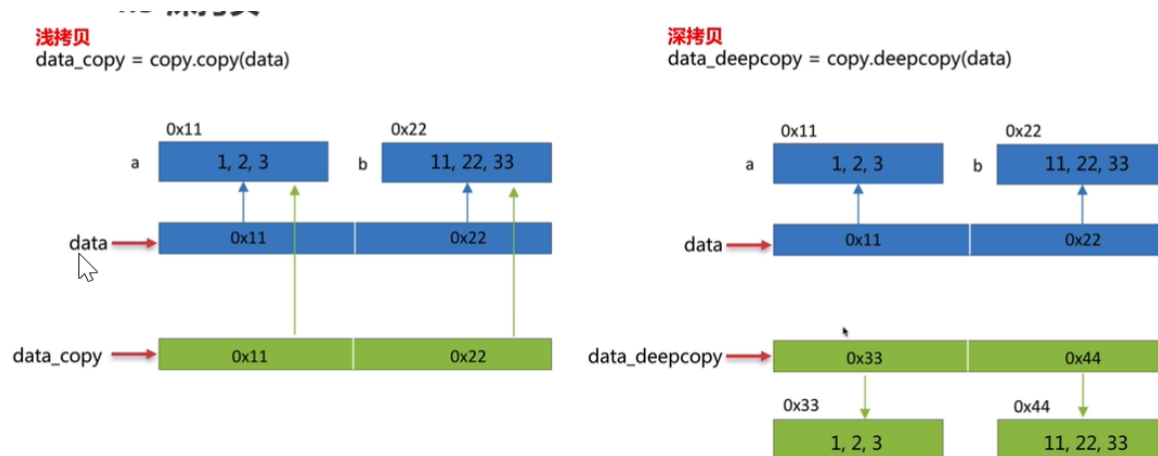 浅拷贝
data_copy = copy.copy(data)
0x11
0x22
a
1, 2, 3
b
11, 22, 33
data
0x11
0x22
data_copy
0x11
0x22
深拷贝
data_deepcopy = copy.deepcopy(data)
0x11
0x22
a
1, 2, 3
b
11, 22, 33
data
0x11
0x22
data_deepcopy
0x33
0x44
0x33
0x44
1, 2, 3
11, 22, 33